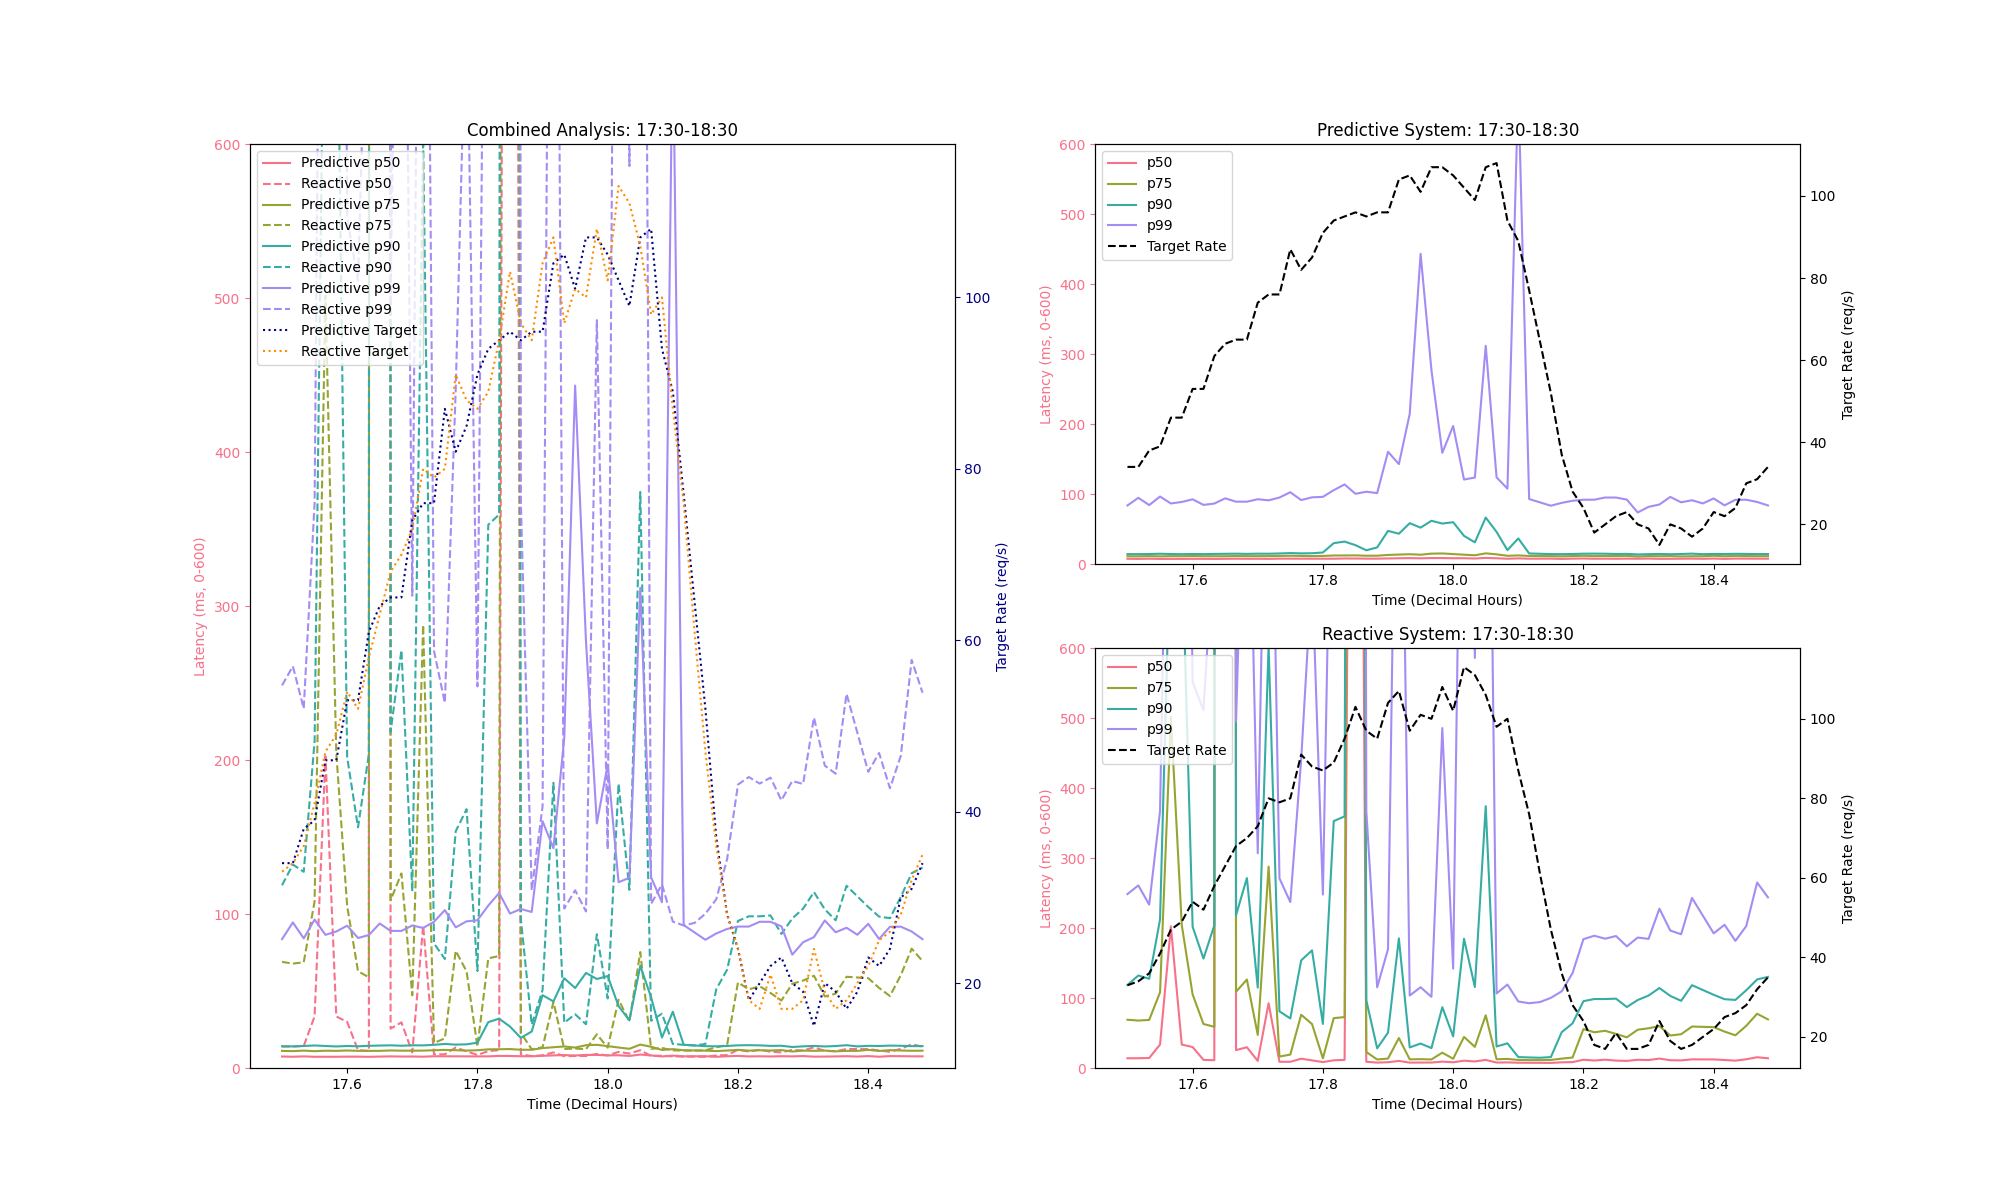 Combined Analysis: 17:30-18:30
600
500
400
300
200
100
0
Latency (ms, 0-600)
Predictive p50
Reactive p50
Predictive p75
Reactive p75
Predictive p90
Reactive p90
Predictive p99
Reactive p99
Predictive Target
Reactive Target
100
80
60
40
20
Target Rate (req/s)
17.6 17.8 18.0 18.2 18.4
Time (Decimal Hours)
Predictive System: 17:30-18:30
600
500
400
300
200
100
0
Latency (ms, 0-600)
p50
p75
p90
p99
Target Rate
100
80
60
40
20
Target Rate (req/s)
17.6 17.8 18.0 18.2 18.4
Time (Decimal Hours)
Reactive System: 17:30-18:30
600
500
400
300
200
100
0
Latency (ms, 0-600)
p50
p75
p90
p99
Target Rate
100
80
60
40
20
Target Rate (req/s)
17.6 17.8 18.0 18.2 18.4
Time (Decimal Hours)